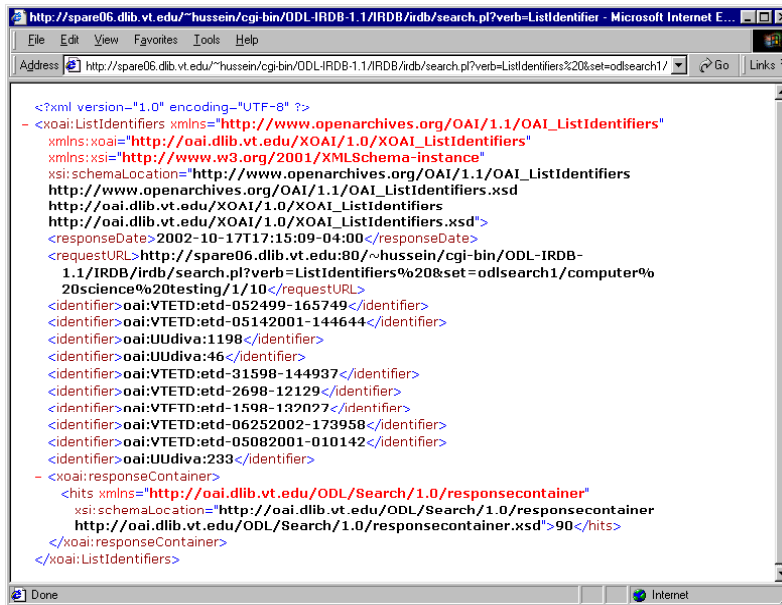 http://spare06.dlib.vt.edu/~hussein/cgi-bin/ODL-IRDB-1.1/IRDB/irdb/search.pl?verb=ListIdentifier - Microsoft Internet E...
File Edit View Favorites Tools Help
Address http://spare06.dlib.vt.edu/~hussein/cgi-bin/ODL-IRDB-1.1/IRDB/irdb/search.pl?verb=ListIdentifiers%20&set=odlsearch1/ Go Links
<?xml version="1.0" encoding="UTF-8" ?>
- <xoai:ListIdentifiers xmlns="http://www.openarchives.org/OAI/1.1/OAI_ListIdentifiers"
xmlns:xoai="http://oai.dlib.vt.edu/XOAI/1.0/XOAI_ListIdentifiers"
xmlns:xsi="http://www.w3.org/2001/XMLSchema-instance"
xsi:schemaLocation="http://www.openarchives.org/OAI/1.1/OAI_ListIdentifiers
http://www.openarchives.org/OAI/1.1/OAI_ListIdentifiers.xsd
http://oai.dlib.vt.edu/XOAI/1.0/XOAI_ListIdentifiers
http://oai.dlib.vt.edu/XOAI/1.0/XOAI_ListIdentifiers.xsd">
<responseDate>2002-10-17T17:15:09-04:00</responseDate>
<requestURL>http://spare06.dlib.vt.edu:80/~hussein/cgi-bin/ODL-IRDB-
1.1/IRDB/irdb/search.pl?verb=ListIdentifiers%20&set=odlsearch1/computer%
20science%20testing/1/10</requestURL>
<identifier>oai:VTETD:etd-052499-165749</identifier>
<identifier>oai:VTETD:etd-05142001-144644</identifier>
<identifier>oai:UUdiva:1198</identifier>
<identifier>oai:UUdiva:46</identifier>
<identifier>oai:VTETD:etd-31598-144937</identifier>
<identifier>oai:VTETD:etd-2698-12129</identifier>
<identifier>oai:VTETD:etd-1598-132027</identifier>
<identifier>oai:VTETD:etd-06252002-173958</identifier>
<identifier>oai:VTETD:etd-05082001-010142</identifier>
<identifier>oai:UUdiva:233</identifier>
- <xoai:responseContainer>
<hits xmlns="http://oai.dlib.vt.edu/ODL/Search/1.0/responsecontainer"
xsi:schemaLocation="http://oai.dlib.vt.edu/ODL/Search/1.0/responsecontainer
http://oai.dlib.vt.edu/ODL/Search/1.0/responsecontainer.xsd">90</hits>
</xoai:responseContainer>
</xoai:ListIdentifiers>
Done Internet